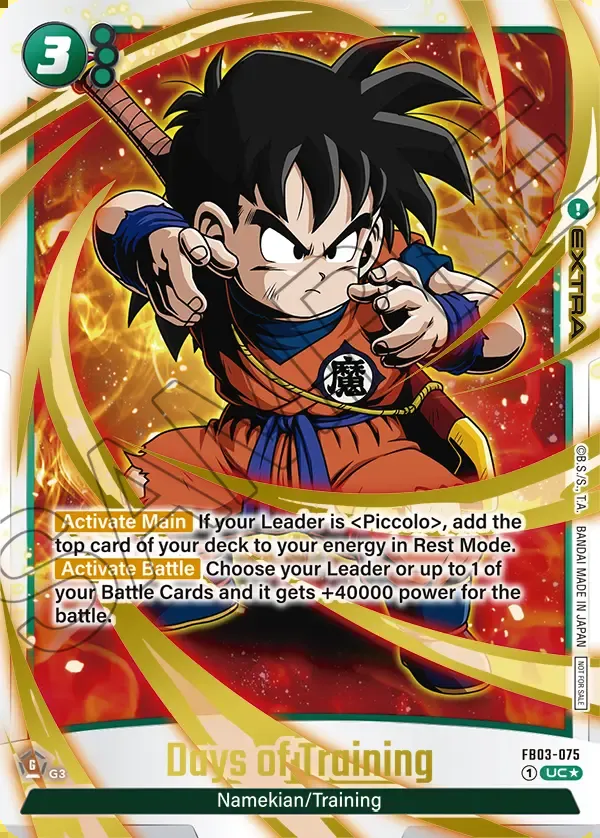 3
! EXTRA
魔
Activate Main If your Leader is <Piccolo>, add the
top card of your deck to your energy in Rest Mode.
Activate Battle Choose your Leader or up to 1 of
your Battle Cards and it gets +40000 power for the
battle.
SAMPLE
©B.S./S., T.A. BANDAI MADE IN JAPAN
NOT FOR SALE
G G3
Days of Training
FB03-075
1 UC★
Namekian/Training